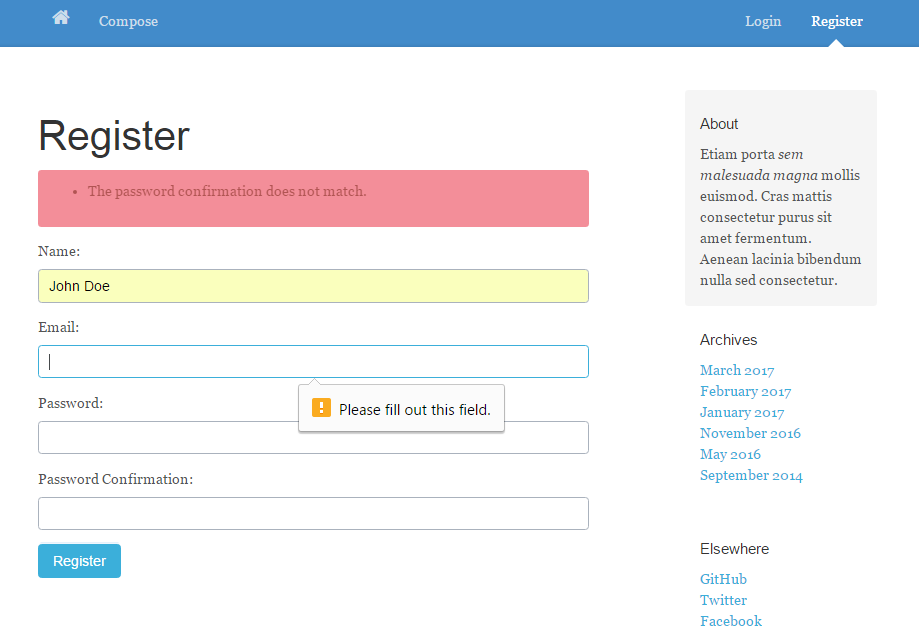 Compose
Login
Register
Register
• The password confirmation does not match.
Name:
John Doe
Email:
Please fill out this field.
Password:
Password Confirmation:
Register
About
Etiam porta sem
malesuada magna mollis
euismod. Cras mattis
consectetur purus sit
amet fermentum.
Aenean lacinia bibendum
nulla sed consectetur.
Archives
March 2017
February 2017
January 2017
November 2016
May 2016
September 2014
Elsewhere
GitHub
Twitter
Facebook